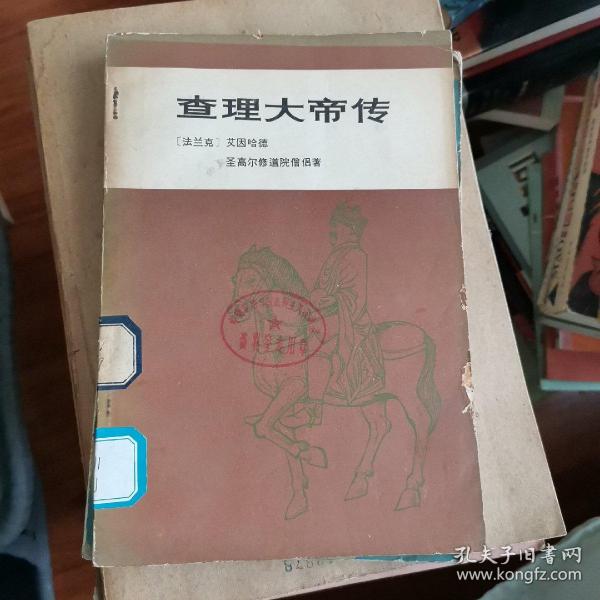 查理大帝传
［法兰克］ 艾因哈德
圣高尔修道院僧侣著
孔夫子旧书网
www.kongfz.com